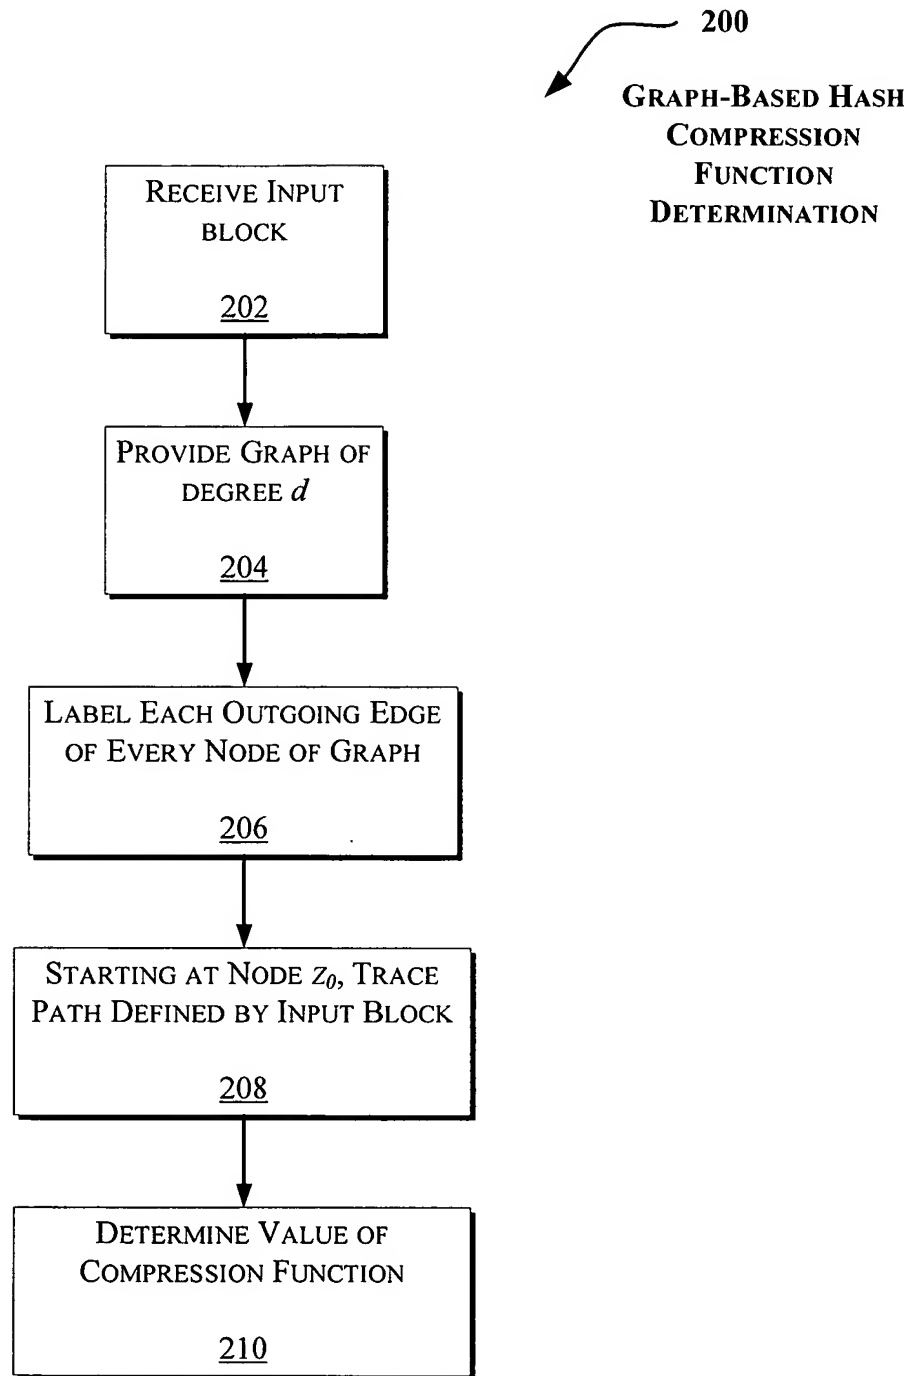 200
GRAPH-BASED HASH
COMPRESSION
FUNCTION
DETERMINATION
RECEIVE INPUT
BLOCK
202
PROVIDE GRAPH OF
DEGREE d
204
LABEL EACH OUTGOING EDGE
OF EVERY NODE OF GRAPH
206
STARTING AT NODE z0, TRACE
PATH DEFINED BY INPUT BLOCK
208
DETERMINE VALUE OF
COMPRESSION FUNCTION
210